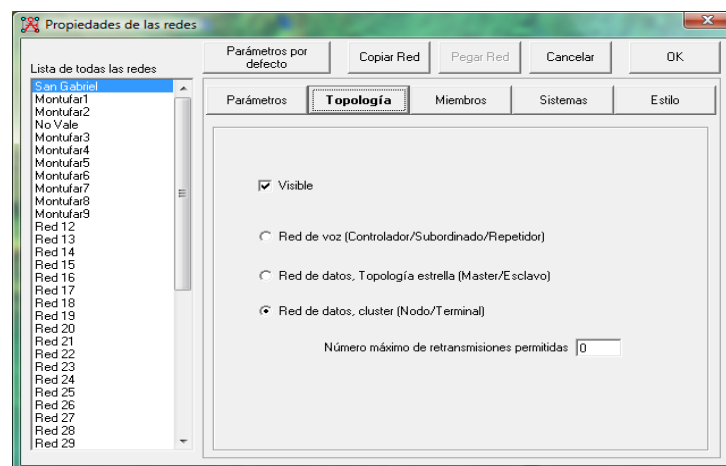 Propiedades de las redes
Lista de todas las redes
San Gabriel
Montufar1
Montufar2
No Vale
Montufar3
Montufar4
Montufar5
Montufar6
Montufar7
Montufar8
Montufar9
Red 12
Red 13
Red 14
Red 15
Red 16
Red 17
Red 18
Red 19
Red 20
Red 21
Red 22
Red 23
Red 24
Red 25
Red 26
Red 27
Red 28
Red 29
Parámetros por
defecto
Copiar Red
Pegar Red
Cancelar
OK
Parámetros
Topología
Miembros
Sistemas
Estilo
Visible
Red de voz (Controlador/Subordinado/Repetidor)
Red de datos, Topología estrella (Master/Esclavo)
Red de datos, cluster (Nodo/Terminal)
Número máximo de retransmisiones permitidas 0